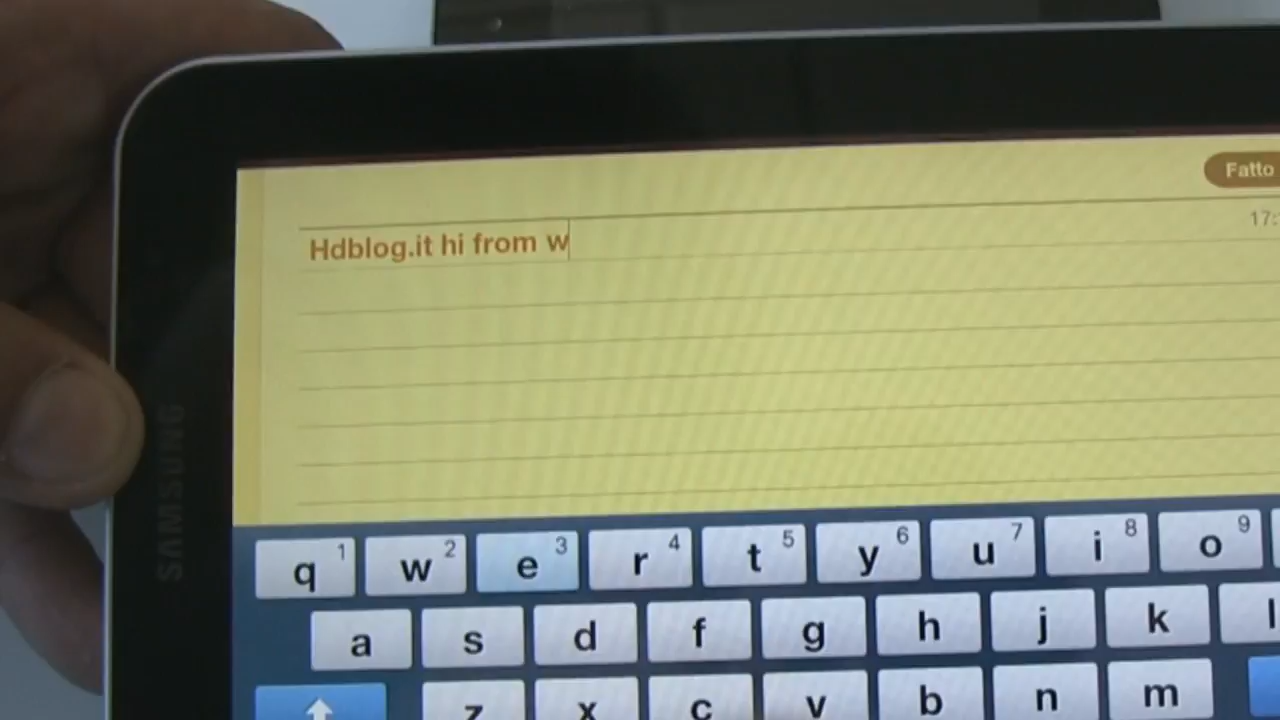 Fatto
17:
Hdblog.it hi from w
SAMSUNG
q 1 w 2 e 3 r 4 t 5 y 6 u 7 i 8 o 9
a s d f g h j k l
z x c v b n m